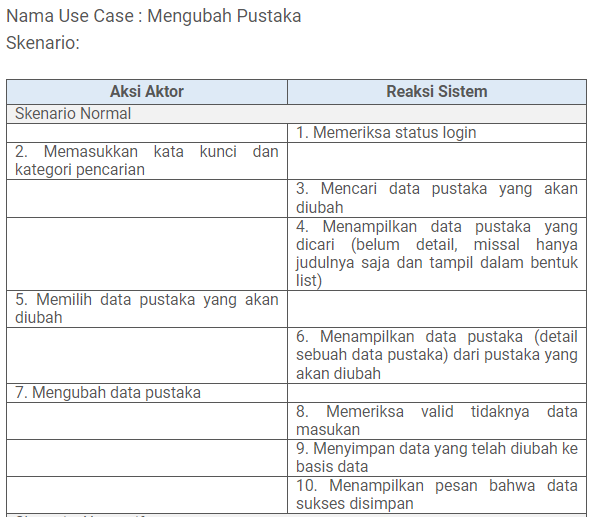 Nama Use Case : Mengubah Pustaka
Skenario:
Aksi Aktor
Reaksi Sistem
Skenario Normal
1. Memeriksa status login
2. Memasukkan kata kunci dan
kategori pencarian
3. Mencari data pustaka yang akan
diubah
4. Menampilkan data pustaka yang
dicari (belum detail, missal hanya
judulnya saja dan tampil dalam bentuk
list)
5. Memilih data pustaka yang akan
diubah
6. Menampilkan data pustaka (detail
sebuah data pustaka) dari pustaka yang
akan diubah
7. Mengubah data pustaka
8. Memeriksa valid tidaknya data
masukan
9. Menyimpan data yang telah diubah ke
basis data
10. Menampilkan pesan bahwa data
sukses disimpan